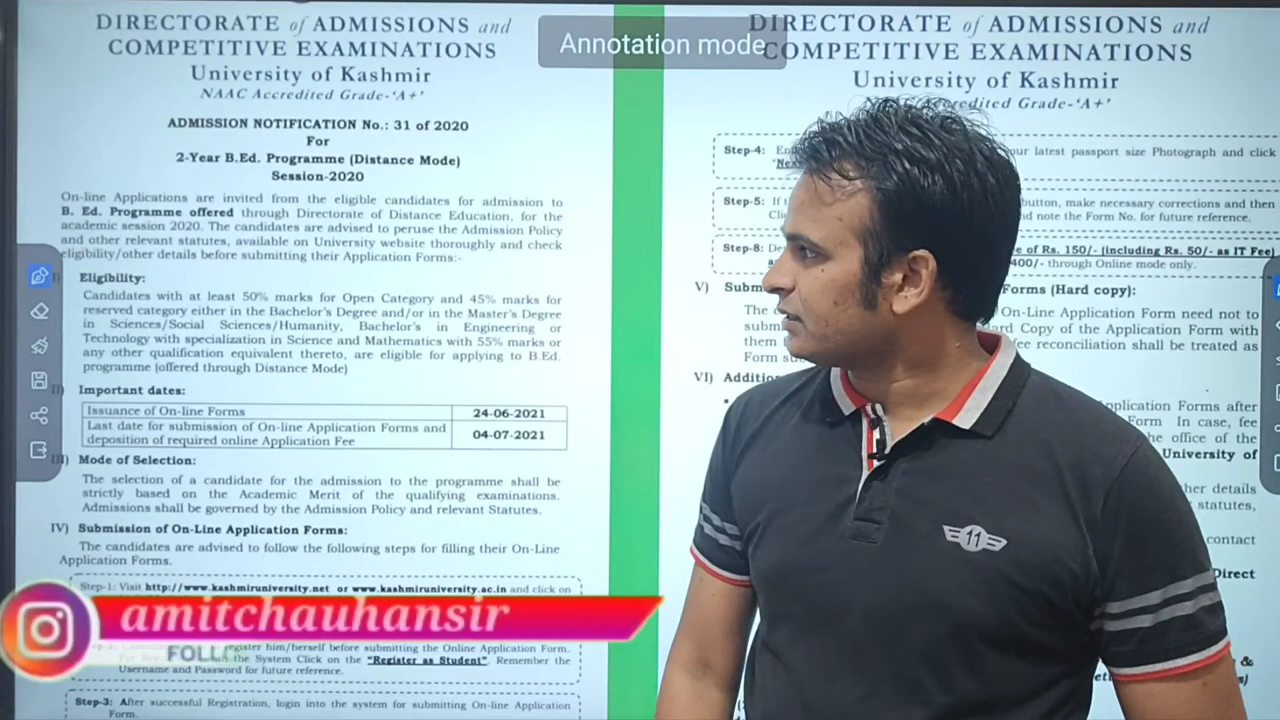 DIRECTORATE of ADMISSIONS and
COMPETITIVE EXAMINATIONS
University of Kashmir
NAAC Accredited Grade-‘A+’
ADMISSION NOTIFICATION No.: 31 of 2020
For
2-Year B.Ed. Programme (Distance Mode)
Session-2020
On-line Applications are invited from the eligible candidates for admission to
B. Ed. Programme offered through Directorate of Distance Education, for the
academic session 2020. The candidates are advised to peruse the Admission Policy
and other relevant statutes, available on University website thoroughly and check
eligibility/other details before submitting their Application Forms:-
Eligibility:
Candidates with at least 50% marks for Open Category and 45% marks for
reserved category either in the Bachelor's Degree and/or in the Master's Degree
in Sciences/Social Sciences/Humanity, Bachelor's in Engineering or
Technology with specialization in Science and Mathematics with 55% marks or
any other qualification equivalent thereto, are eligible for applying to B.Ed.
programme (offered through Distance Mode)
II) Important dates:
Issuance of On-line Forms 24-06-2021
Last date for submission of On-line Application Forms and
deposition of required online Application Fee 04-07-2021
III) Mode of Selection:
The selection of a candidate for the admission to the programme shall be
strictly based on the Academic Merit of the qualifying examinations.
Admissions shall be governed by the Admission Policy and relevant Statutes.
IV) Submission of On-Line Application Forms:
The candidates are advised to follow the following steps for filling their On-Line
Application Forms.
Step-1: Visit http://www.kashmiruniversity.net or www.kashmiruniversity.ac.in and click on
amitchauhansir
FOLL
register him/herself before submitting the Online Application Form.
the System Click on the "Register as Student". Remember the
Username and Password for future reference.
Step-3: After successful Registration, login into the system for submitting On-line Application
Form.
Annotation mode
DIRECTORATE of ADMISSIONS and
COMPETITIVE EXAMINATIONS
University of Kashmir
Accredited Grade-‘A+’
Step-4: your latest passport size Photograph and click
Step-5: If button, make necessary corrections and then
note the Form No. for future reference.
Step-8: of Rs. 150/- (including Rs. 50/- as IT Fee)
400/- through Online mode only.
V) Forms (Hard copy):
The On-Line Application Form need not to
Copy of the Application Form with
them fee reconciliation shall be treated as
Form
VI)
Application Forms after
Form. In case, fee
the office of the
University of
details
statutes,
contact
Direct
&
11